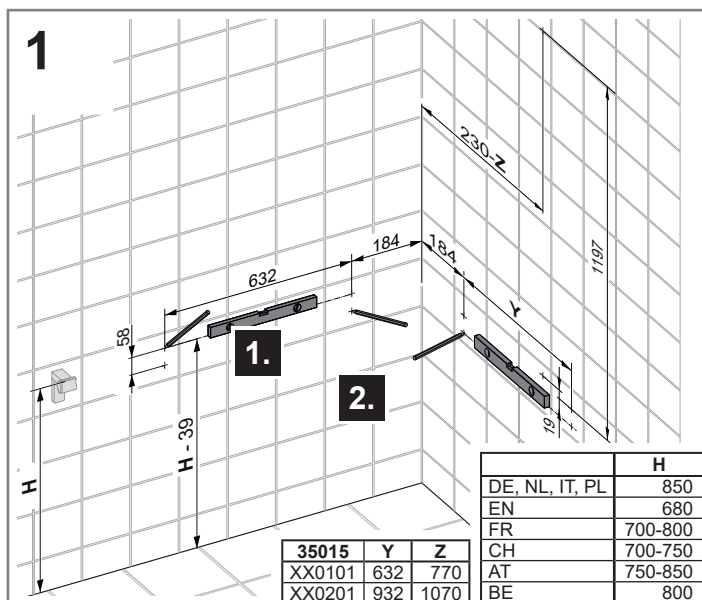 1
230-Z
1197
184
184
632
Y
58
1.
2.
19
H
H - 39
H
DE, NL, IT, PL 850
EN 680
FR 700-800
CH 700-750
AT 750-850
BE 800
35015 Y Z
XX0101 632 770
XX0201 932 1070